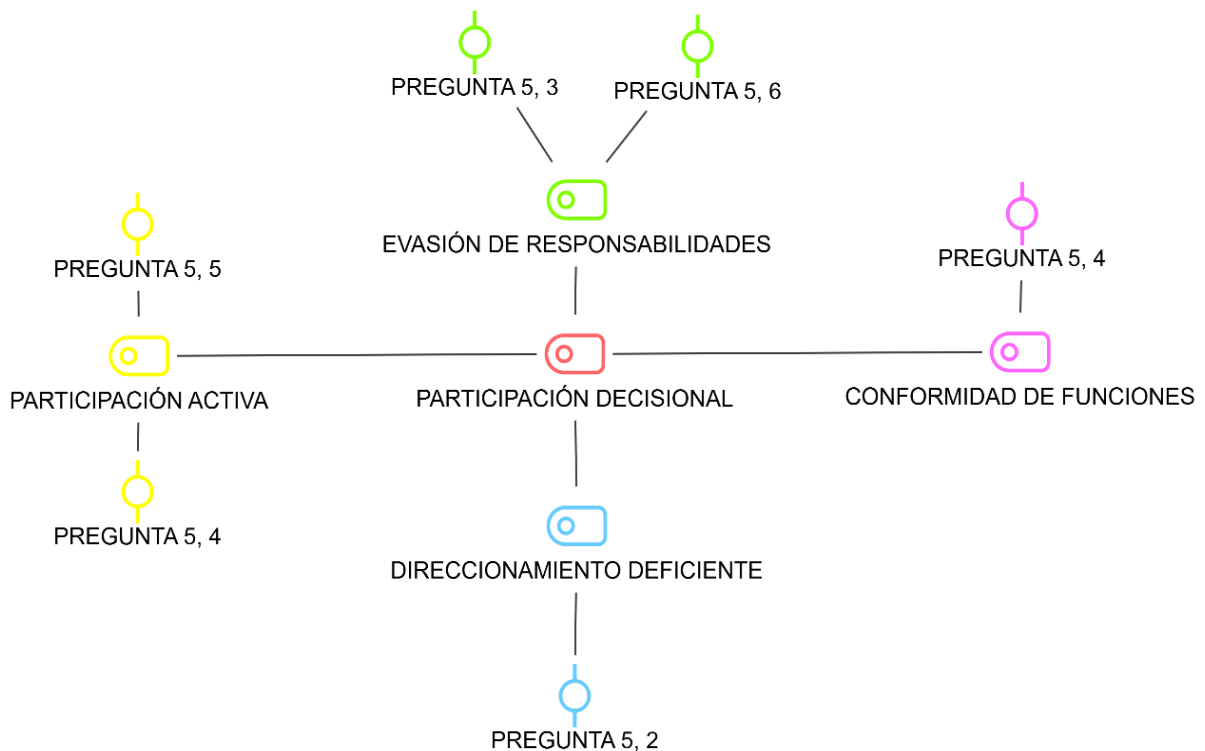 PREGUNTA 5, 3
PREGUNTA 5, 6
EVASIÓN DE RESPONSABILIDADES
PREGUNTA 5, 5
PREGUNTA 5, 4
PARTICIPACIÓN ACTIVA
PARTICIPACIÓN DECISIONAL
CONFORMIDAD DE FUNCIONES
PREGUNTA 5, 4
DIRECCIONAMIENTO DEFICIENTE
PREGUNTA 5, 2